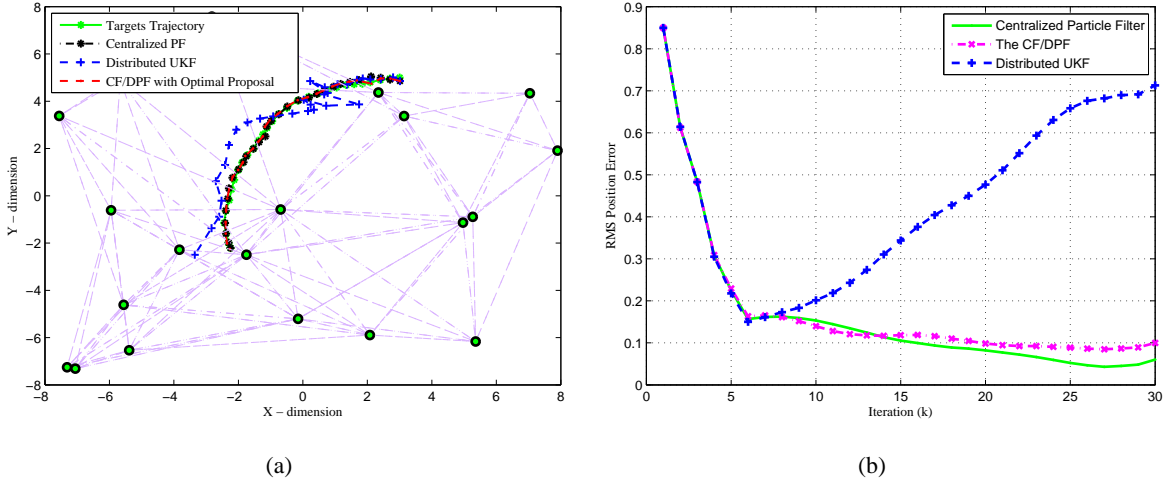 8
6
4
2
0
−2
−4
−6
−8
Y − dimension
−8 −6 −4 −2 0 2 4 6 8
X − dimension
Targets Trajectory
Centralized PF
Distributed UKF
CF/DPF with Optimal Proposal
(a)
0.9
0.8
0.7
0.6
0.5
0.4
0.3
0.2
0.1
0
RMS Position Error
0 5 10 15 20 25 30
Iteration (k)
Centralized Particle Filter
The CF/DPF
Distributed UKF
(b)